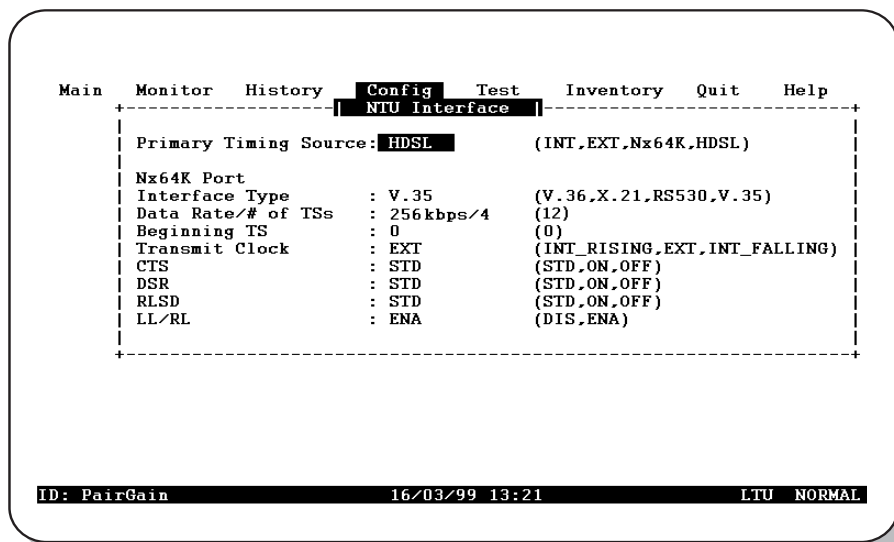 Main Monitor History Config Test Inventory Quit Help
NTU Interface
Primary Timing Source: HDSL (INT,EXT,Nx64K,HDSL)
Nx64K Port
Interface Type : V.35 (V.36,X.21,RS530,V.35)
Data Rate/# of TSs : 256kbps/4 (12)
Beginning TS : 0 (0)
Transmit Clock : EXT (INT_RISING,EXT,INT_FALLING)
CTS : STD (STD,ON,OFF)
DSR : STD (STD,ON,OFF)
RLSD : STD (STD,ON,OFF)
LL/RL : ENA (DIS,ENA)
ID: PairGain 16/03/99 13:21 LTU NORMAL